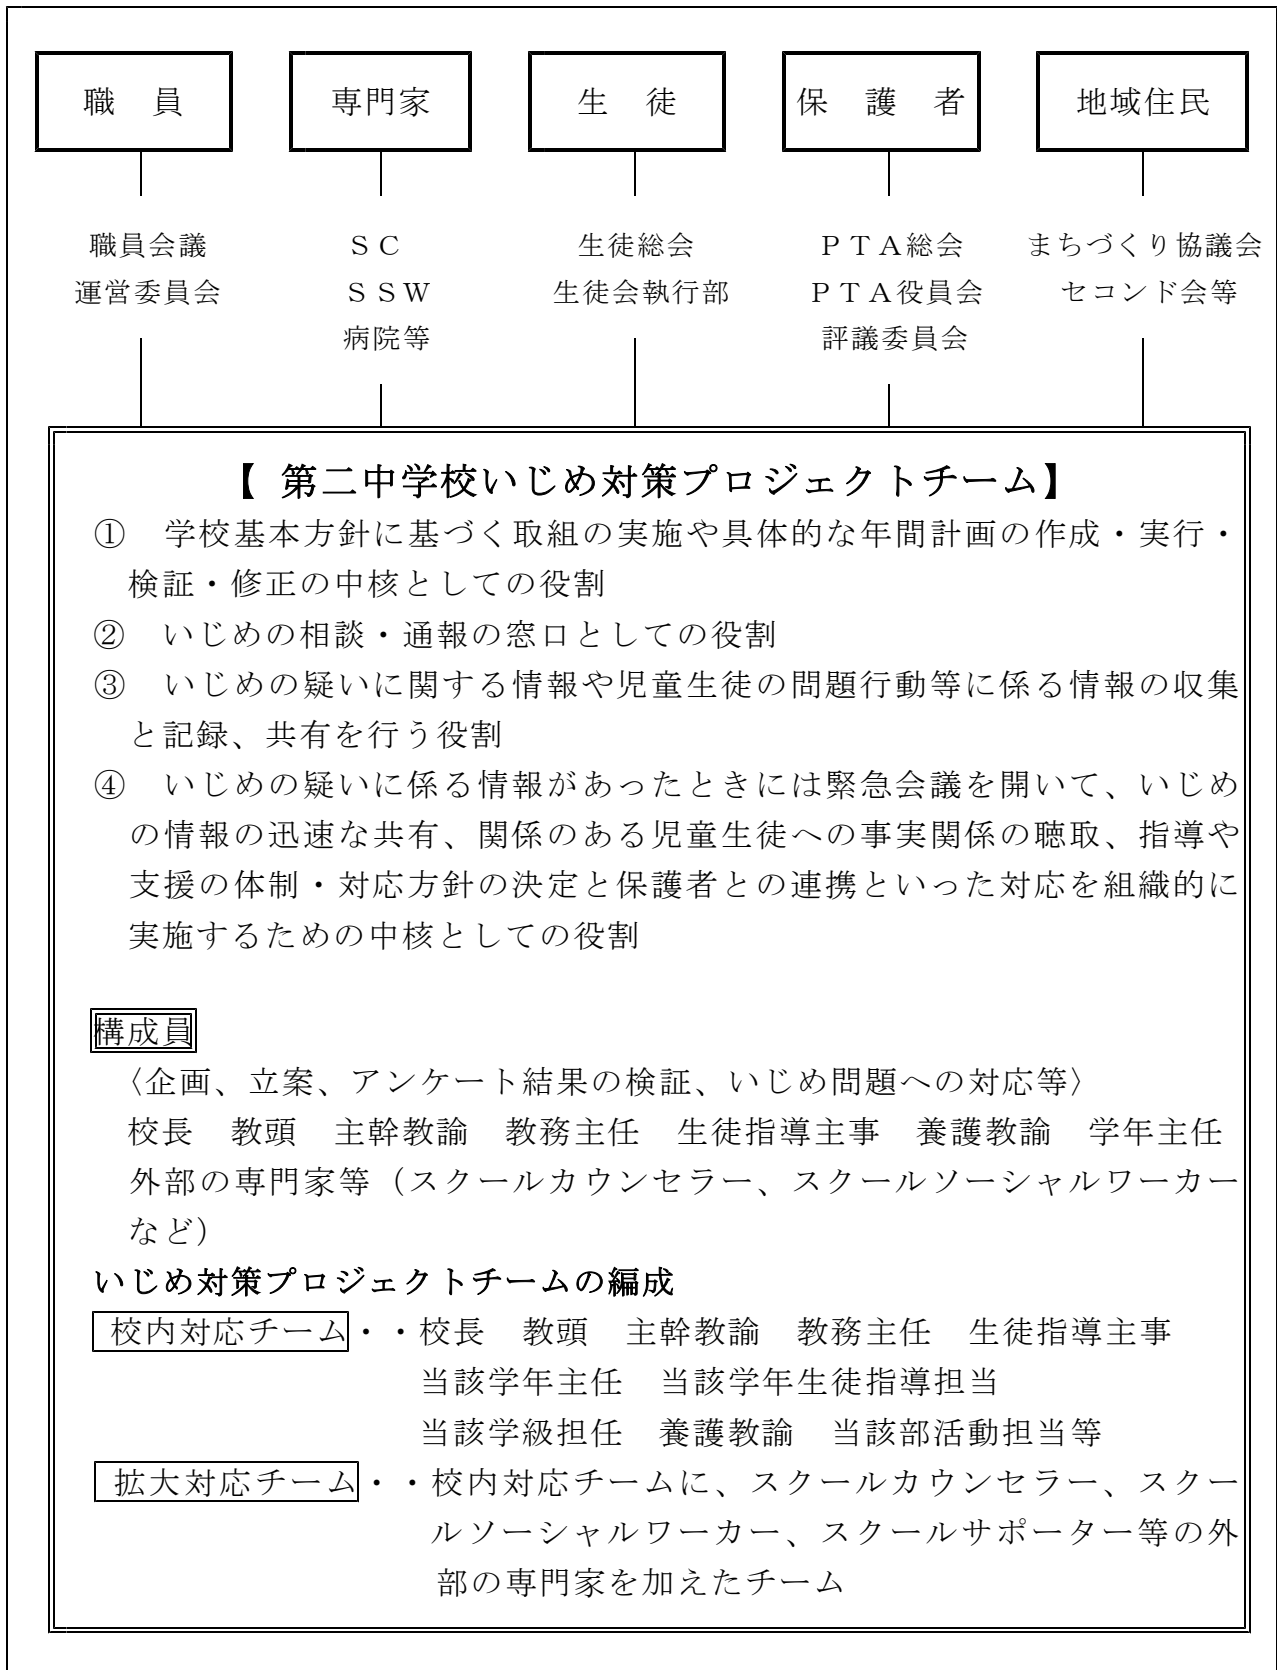 職　員　専門家　生　徒　保　護　者　地域住民
職員会議　ＳＣ　生徒総会　ＰＴＡ総会　まちづくり協議会
運営委員会　ＳＳＷ　生徒会執行部　ＰＴＡ役員会　セコンド会等
病院等　評議委員会
【 第二中学校いじめ対策プロジェクトチーム】
①　学校基本方針に基づく取組の実施や具体的な年間計画の作成・実行・
検証・修正の中核としての役割
②　いじめの相談・通報の窓口としての役割
③　いじめの疑いに関する情報や児童生徒の問題行動等に係る情報の収集
と記録、共有を行う役割
④　いじめの疑いに係る情報があったときには緊急会議を開いて、いじめ
の情報の迅速な共有、関係のある児童生徒への事実関係の聴取、指導や
支援の体制・対応方針の決定と保護者との連携といった対応を組織的に
実施するための中核としての役割
構成員
〈企画、立案、アンケート結果の検証、いじめ問題への対応等〉
校長　教頭　主幹教諭　教務主任　生徒指導主事　養護教諭　学年主任
外部の専門家等（スクールカウンセラー、スクールソーシャルワーカー
など）
いじめ対策プロジェクトチームの編成
校内対応チーム・・校長　教頭　主幹教諭　教務主任　生徒指導主事
当該学年主任　当該学年生徒指導担当
当該学級担任　養護教諭　当該部活動担当等
拡大対応チーム・・校内対応チームに、スクールカウンセラー、スクー
ルソーシャルワーカー、スクールサポーター等の外
部の専門家を加えたチーム